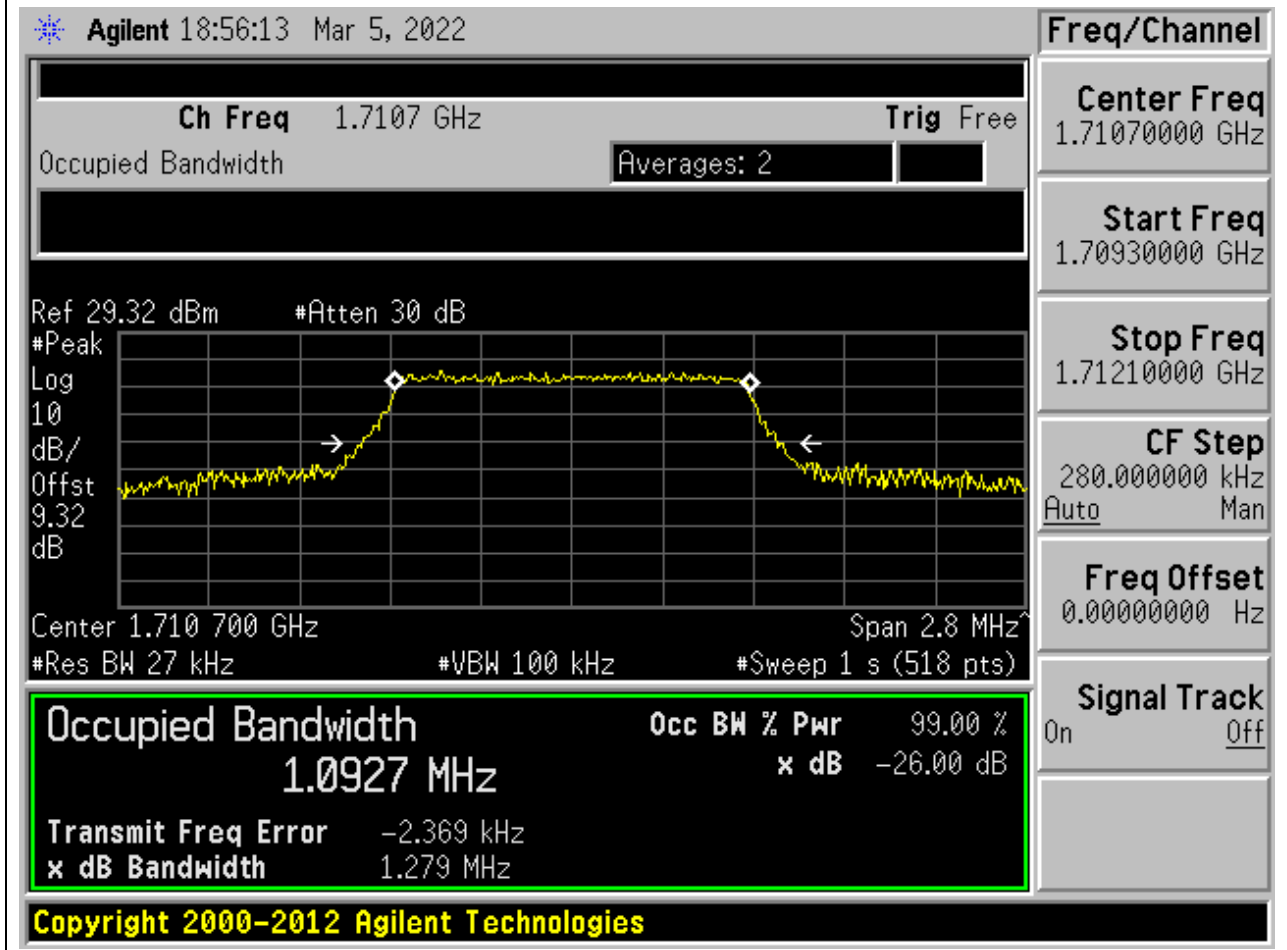 Agilent 18:56:13 Mar 5, 2022
Freq/Channel
Ch Freq 1.7107 GHz
Trig Free
Occupied Bandwidth
Averages: 2
Center Freq
1.71070000 GHz
Start Freq
1.70930000 GHz
Stop Freq
1.71210000 GHz
CF Step
280.000000 kHz
Auto Man
Freq Offset
0.00000000 Hz
Signal Track
On Off
Ref 29.32 dBm #Atten 30 dB
#Peak
Log
10
dB/
Offst
9.32
dB
Center 1.710 700 GHz Span 2.8 MHz^
#Res BW 27 kHz #VBW 100 kHz #Sweep 1 s (518 pts)
Occupied Bandwidth
1.0927 MHz
Occ BW % Pwr 99.00 %
x dB -26.00 dB
Transmit Freq Error -2.369 kHz
x dB Bandwidth 1.279 MHz
Copyright 2000-2012 Agilent Technologies